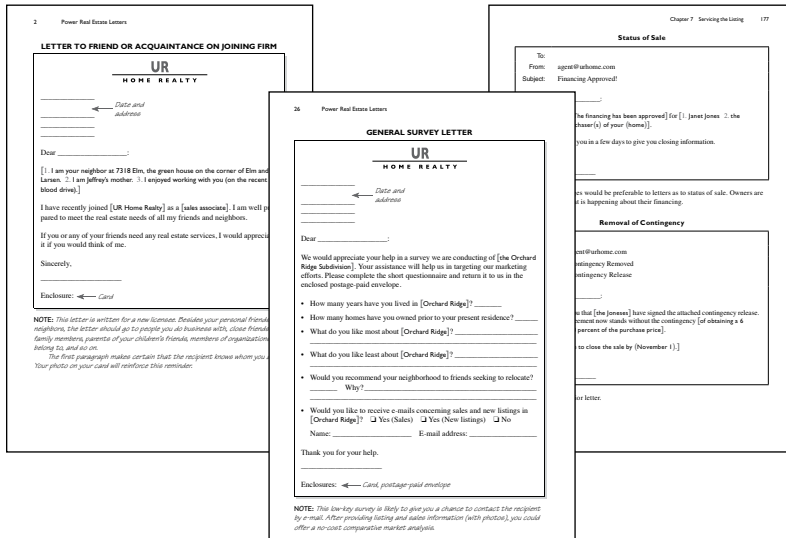 2 Power Real Estate Letters
LETTER TO FRIEND OR ACQUAINTANCE ON JOINING FIRM
UR
HOME REALTY
Date and
address
Dear ______________:
[1. I am your neighbor at 7318 Elm, the green house on the corner of Elm and
Larsen. 2. I am Jeffrey's mother. 3. I enjoyed working with you (on the recent
blood drive).]
I have recently joined [UR Home Realty] as a [sales associate]. I am well
pared to meet the real estate needs of all my friends and neighbors.
If you or any of your friends need any real estate services, I would
it if you would think of me.
Sincerely,
Enclosure: Card
NOTE: This letter is written for a new licensee. Besides your personal
neighbors, the letter should go to people you do business with, close
family members, parents of your children's friends, members of
belong to, and so on.
The first paragraph makes certain that the recipient knows whom you
Your photo on your card will reinforce this reminder.
26 Power Real Estate Letters
GENERAL SURVEY LETTER
UR
HOME REALTY
Date and
address
Dear ______________:
We would appreciate your help in a survey we are conducting of [the Orchard
Ridge Subdivision]. Your assistance will help us in targeting our marketing
efforts. Please complete the short questionnaire and return it to us in the
enclosed postage-paid envelope.
• How many years have you lived in [Orchard Ridge]? _______
• How many homes have you owned prior to your present residence? ______
• What do you like most about [Orchard Ridge]? ______________
• What do you like least about [Orchard Ridge]? ______________
• Would you recommend your neighborhood to friends seeking to relocate?
_______ Why? ______________
• Would you like to receive e-mails concerning sales and new listings in
[Orchard Ridge]? ❏ Yes (Sales) ❏ Yes (New listings) ❏ No
Name: ______________ E-mail address: ______________
Thank you for your help.
Enclosures: Card, postage-paid envelope
NOTE: This low-key survey is likely to give you a chance to contact the recipient
by e-mail. After providing listing and sales information (with photos), you could
offer a no-cost comparative market analysis.
Chapter 7 Servicing the Listing 177
Status of Sale
To:
From: agent@urhome.com
Subject: Financing Approved!
financing has been approved] for [1. Janet Jones 2. the
of your (home)].
you in a few days to give you closing information.
would be preferable to letters as to status of sale. Owners are
is happening about their financing.
Removal of Contingency
@urhome.com
Removed
Release
that [the Joneses] have signed the attached contingency release.
now stands without the contingency [of obtaining a 6
percent of the purchase price].
to close the sale by (November 1).]
letter.